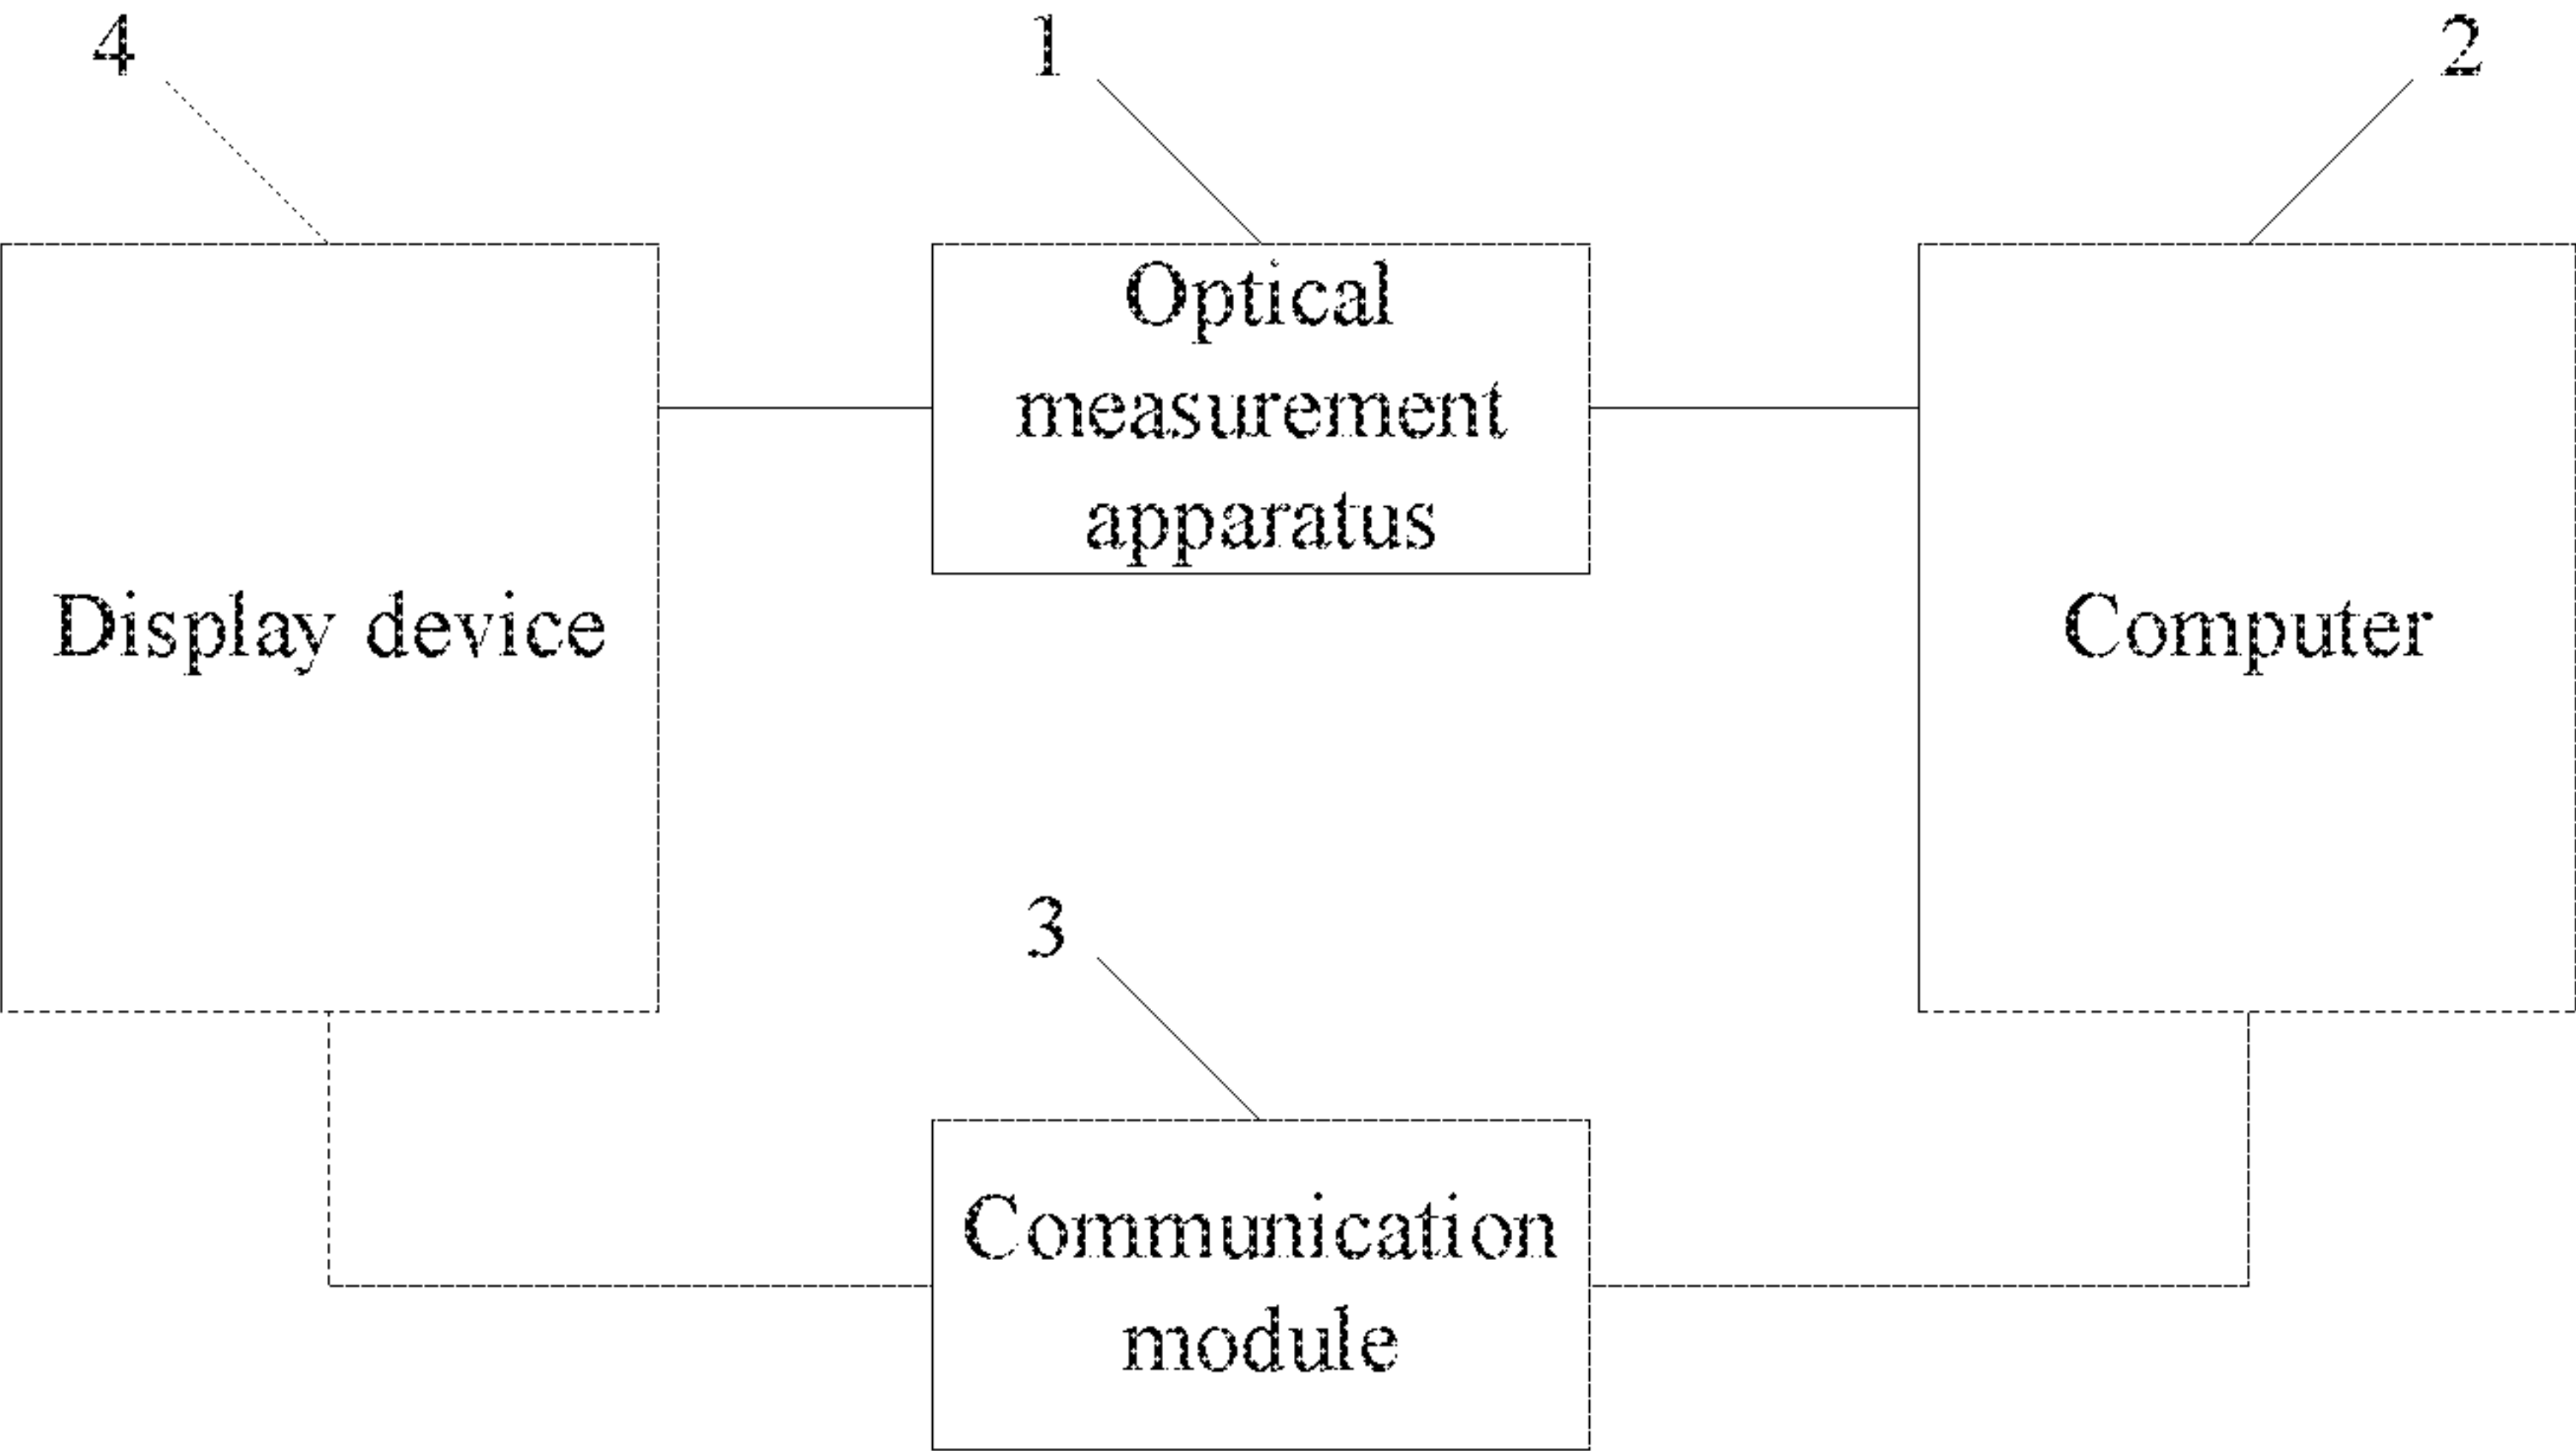 4
1
2
Optical
measurement
apparatus
Display device
Computer
3
Communication
module